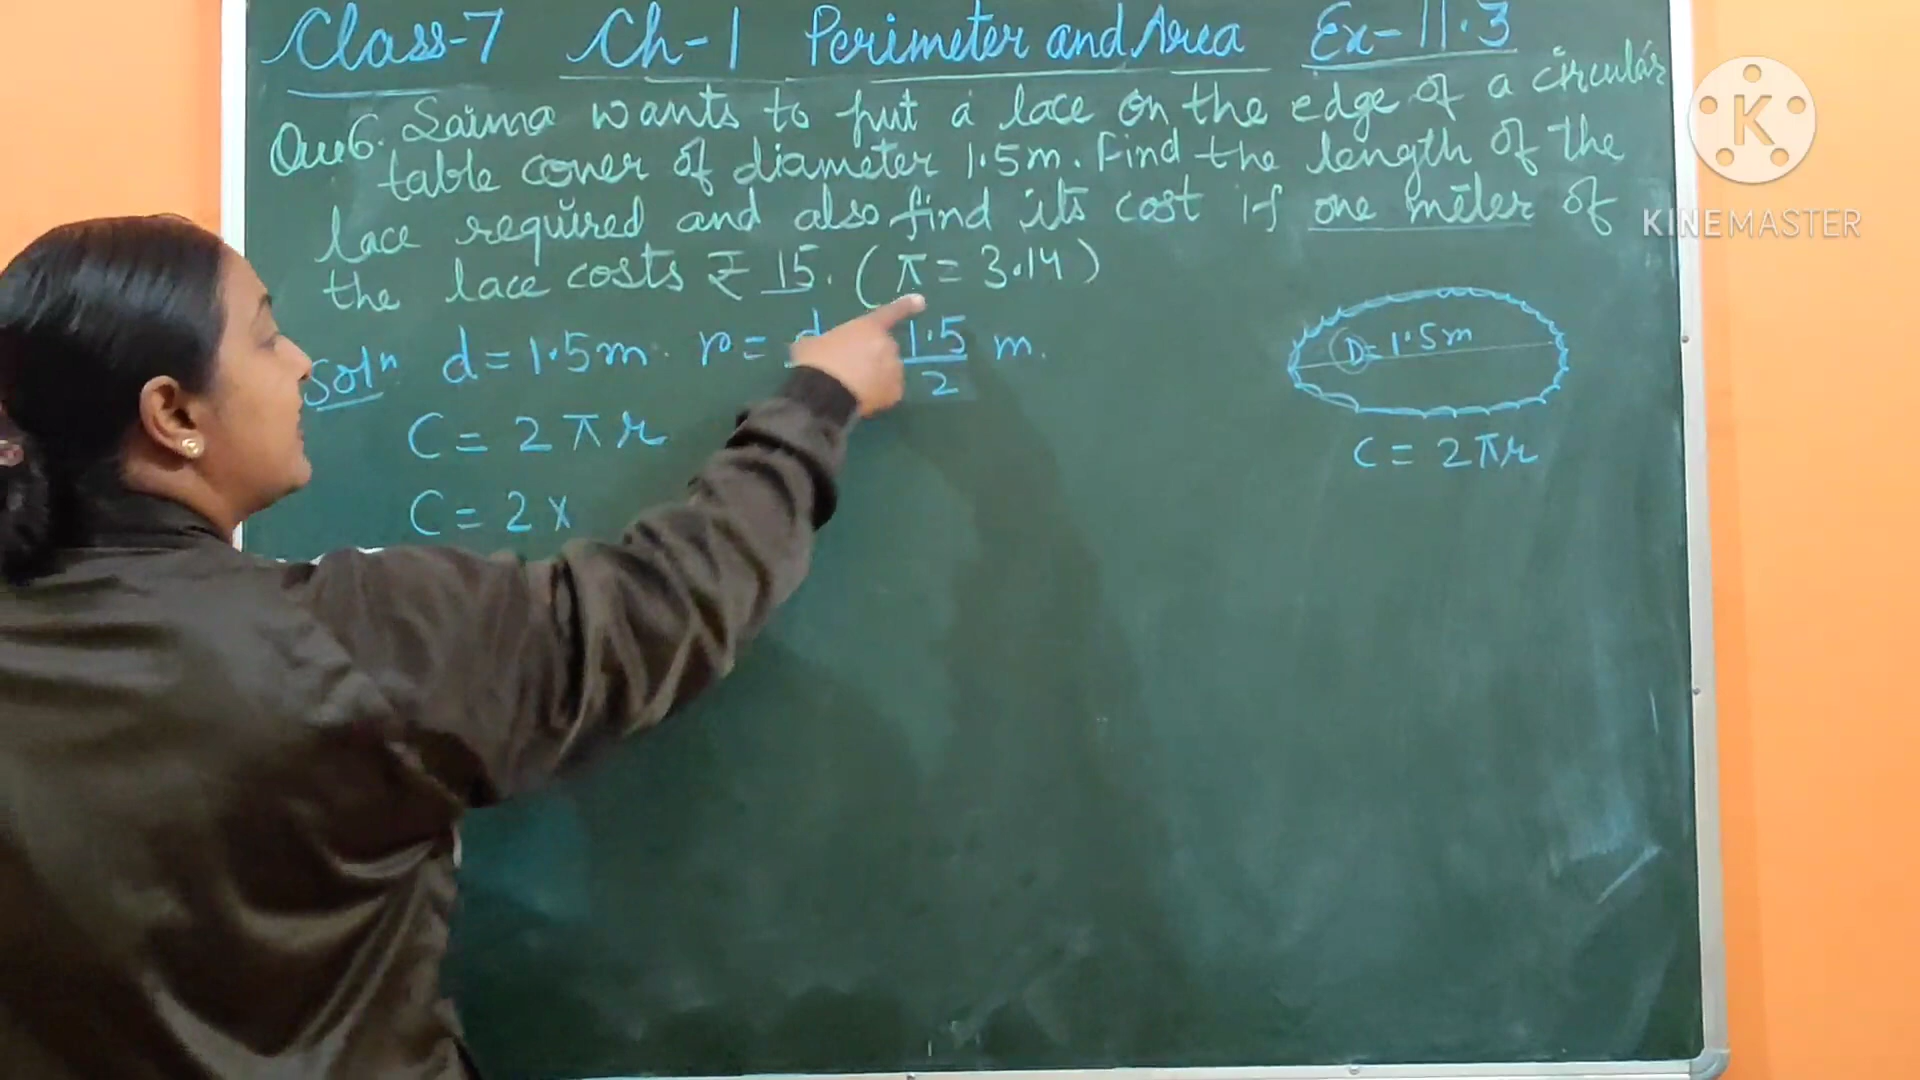 Class-7 Ch-1 Perimeter and Area Ex-11.3
Que6. Saima wants to put a lace on the edge of a circular
table cover of diameter 1.5m. Find the length of the
lace required and also find its cost if one meter of
the lace costs ₹ 15. (π = 3.14)
Soln d = 1.5m. r = d 1.5/2 m.
C = 2πr
C = 2 x
D = 1.5m
C = 2πr
K
KINEMASTER